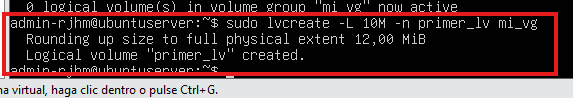 0 logical volume(s) in volume group "mi_vg" now active
admin-rjhm@ubuntuserver:~$ sudo lvcreate -L 10M -n primer_lv mi_vg
Rounding up size to full physical extent 12,00 MiB
Logical volume "primer_lv" created.
admin-rjhm@ubuntuserver:~$
na virtual, haga clic dentro o pulse Ctrl+G.